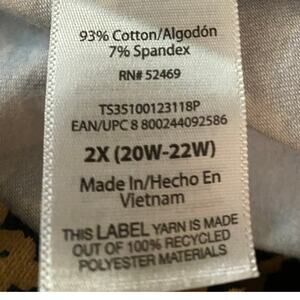 93% Cotton/Algodón
7% Spandex
RN# 52469
TS35100123118P
EAN/UPC 8 800244092586
2X (20W-22W)
Made In/Hecho En
Vietnam
THIS LABEL YARN IS MADE
OUT OF 100% RECYCLED
POLYESTER MATERIALS